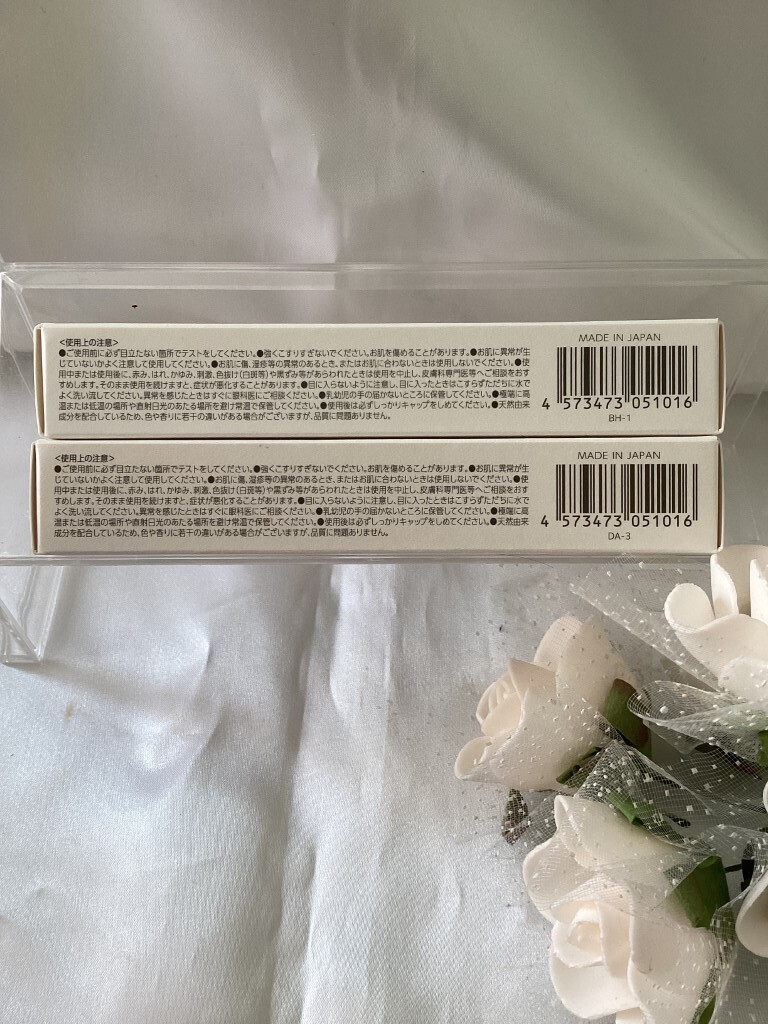 <使用上の注意>
●ご使用前に必ず目立たない箇所でテストをしてください。●強くこすりすぎないでください。お肌を傷めることがあります。●お肌に異常が生
じていないかよく注意して使用してください。●お肌に傷、湿疹等の異常のあるとき、またはお肌に合わないときは使用しないでください。●使
用中または使用後に、赤み、はれ、かゆみ、刺激、色抜け(白斑等)や黒ずみ等があらわれたときは使用を中止し、皮膚科専門医等へご相談をおす
すめします。そのまま使用を続けますと、症状が悪化することがあります。●目に入らないように注意し、目に入ったときはこすらずただちに水で
よく洗い流してください。異常を感じたときはすぐに眼科医にご相談ください。●乳幼児の手の届かないところに保管してください。●極端に高
温または低温の場所や直射日光のあたる場所を避け常温で保管してください。●使用後は必ずしっかりキャップをしめてください。●天然由来
成分を配合しているため、色や香りに若干の違いがある場合がございますが、品質に問題ありません。
MADE IN JAPAN
4 573473 051016
BH-1
<使用上の注意>
●ご使用前に必ず目立たない箇所でテストをしてください。●強くこすりすぎないでください。お肌を傷めることがあります。●お肌に異常が生
じていないかよく注意して使用してください。●お肌に傷、湿疹等の異常のあるとき、またはお肌に合わないときは使用しないでください。●使
用中または使用後に、赤み、はれ、かゆみ、刺激、色抜け(白斑等)や黒ずみ等があらわれたときは使用を中止し、皮膚科専門医等へご相談をおす
すめします。そのまま使用を続けますと、症状が悪化することがあります。●目に入らないように注意し、目に入ったときはこすらずただちに水で
よく洗い流してください。異常を感じたときはすぐに眼科医にご相談ください。●乳幼児の手の届かないところに保管してください。●極端に高
温または低温の場所や直射日光のあたる場所を避け常温で保管してください。●使用後は必ずしっかりキャップをしめてください。●天然由来
成分を配合しているため、色や香りに若干の違いがある場合がございますが、品質に問題ありません。
MADE IN JAPAN
4 573473 051016
DA-3